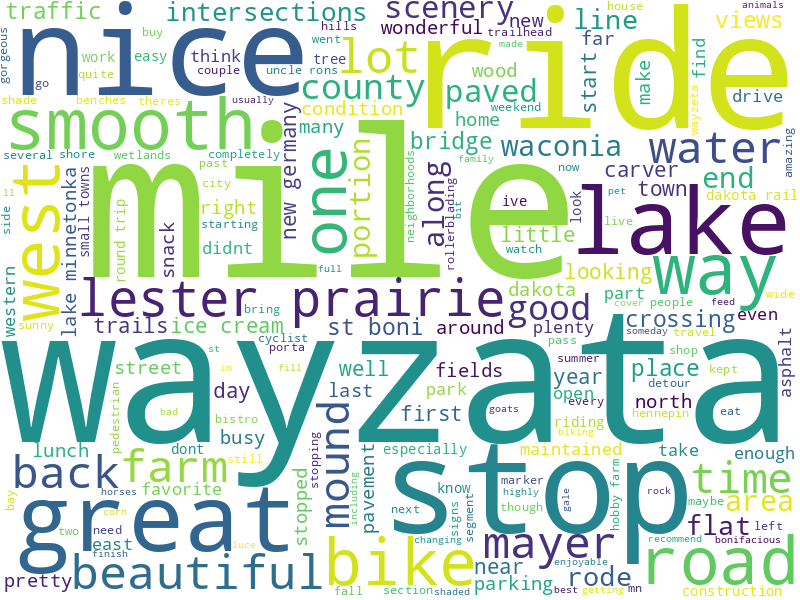 traffic
intersections
scenery
line
house
animals
nice
ride
hills
wonderful
new
trailhead
views
gorgeous
buy
work
easy
went
think
tree
made
far
lot
go
quite
couple
uncle rons
county
wood
start
make
find
drive
shade
benches
theres
usually
condition
paved
weekend
wayzeta
smooth
many
home
bridge
waconia
water
amazing
several
shore
wetlands
completely
past
family
now
carver
end
west
mile
one
portion
neighborhoods
along
ive
look
pet
town
dakota rail
side
ll
lake minnetonka
small towns
round trip
city
right
starting
new germany
rollerblading
bit
little
live
lake
snack
didnt
full
watch
looking
way
western
sunny
lester prairie
good
dakota
part
cover
people
feed
wide
bring
trails
ice cream
st boni
around
plenty
crossing
even
wayzata
st
im
cyclist
porta
fill
pass
someday
travel
asphalt
street
pedestrian
day
well
fields
summer
year
shop
place
kept
bad
bistro
last
park
first
goats
every
open
detour
north
hennepin
eat
lunch
busy
dont
still
mound
especially
riding
biking
maintained
take
enough
back
farm
stopped
stopping
pavement
stop
time
bay
horses
favorite
including
know
marker
highly
gale
hobby farm
rock
maybe
area
two
corn
great
next
signs
though
segment
flat
left
need
east
luce
changing
mayer
recommend
bonifacious
pretty
finish
beautiful
bike
near
enjoyable
rode
road
fall
section
shaded
parking
best
getting
mn
construction